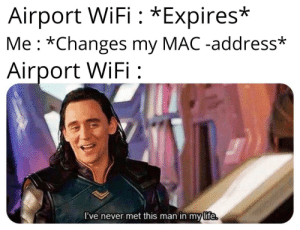 Airport WiFi : *Expires*
Me : *Changes my MAC -address*
Airport WiFi :
I've never met this man in my life.